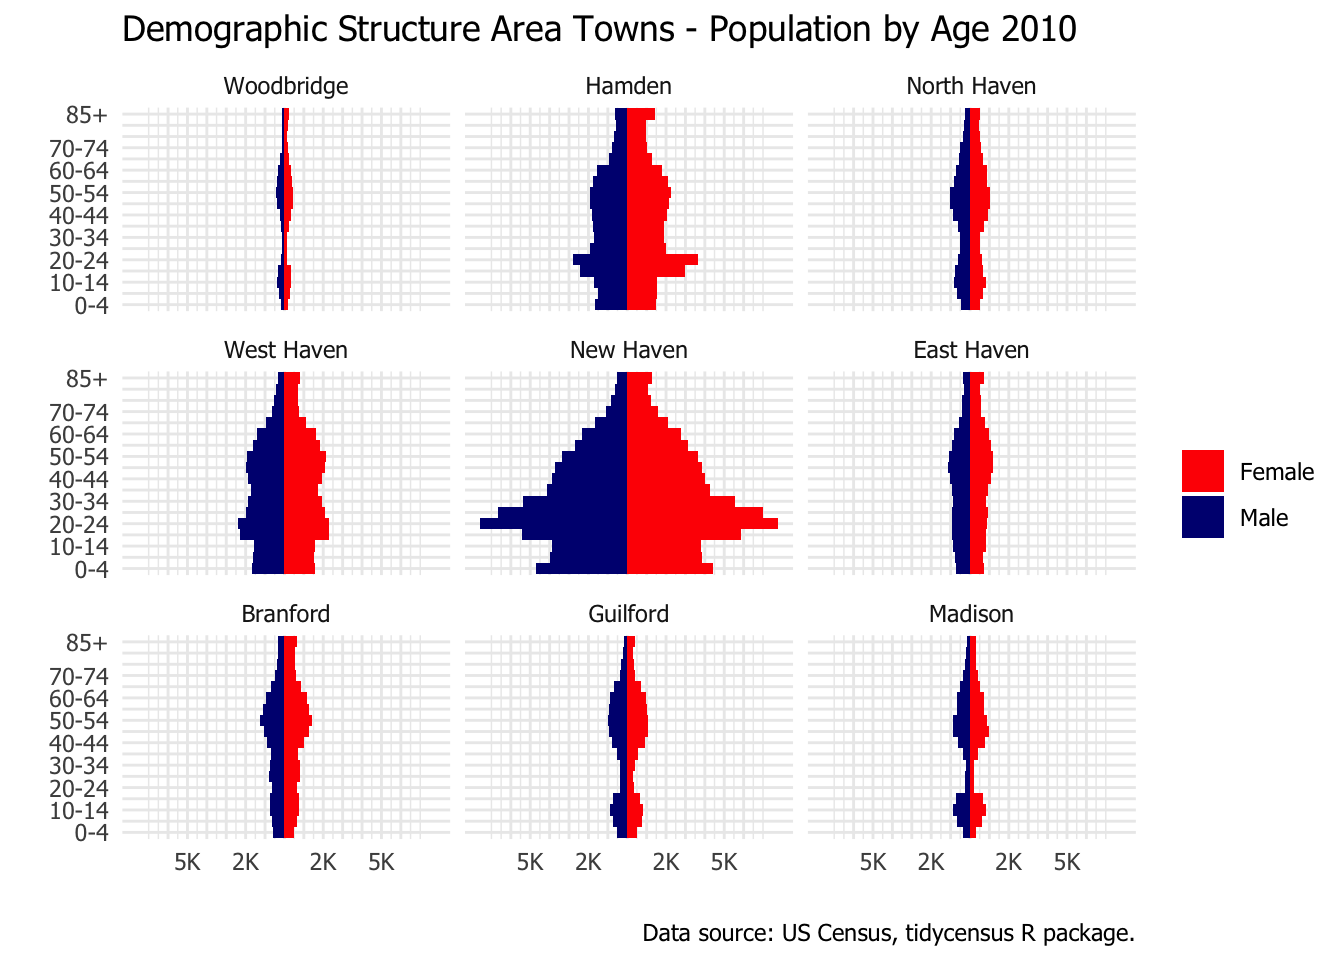 Demographic Structure Area Towns - Population by Age 2010
Woodbridge
Hamden
North Haven
85+
70-74
60-64
50-54
40-44
30-34
20-24
10-14
0-4
West Haven
New Haven
East Haven
85+
70-74
60-64
50-54
40-44
30-34
20-24
10-14
0-4
Female
Male
Branford
Guilford
Madison
85+
70-74
60-64
50-54
40-44
30-34
20-24
10-14
0-4
5K 2K 2K 5K
5K 2K 2K 5K
5K 2K 2K 5K
Data source: US Census, tidycensus R package.